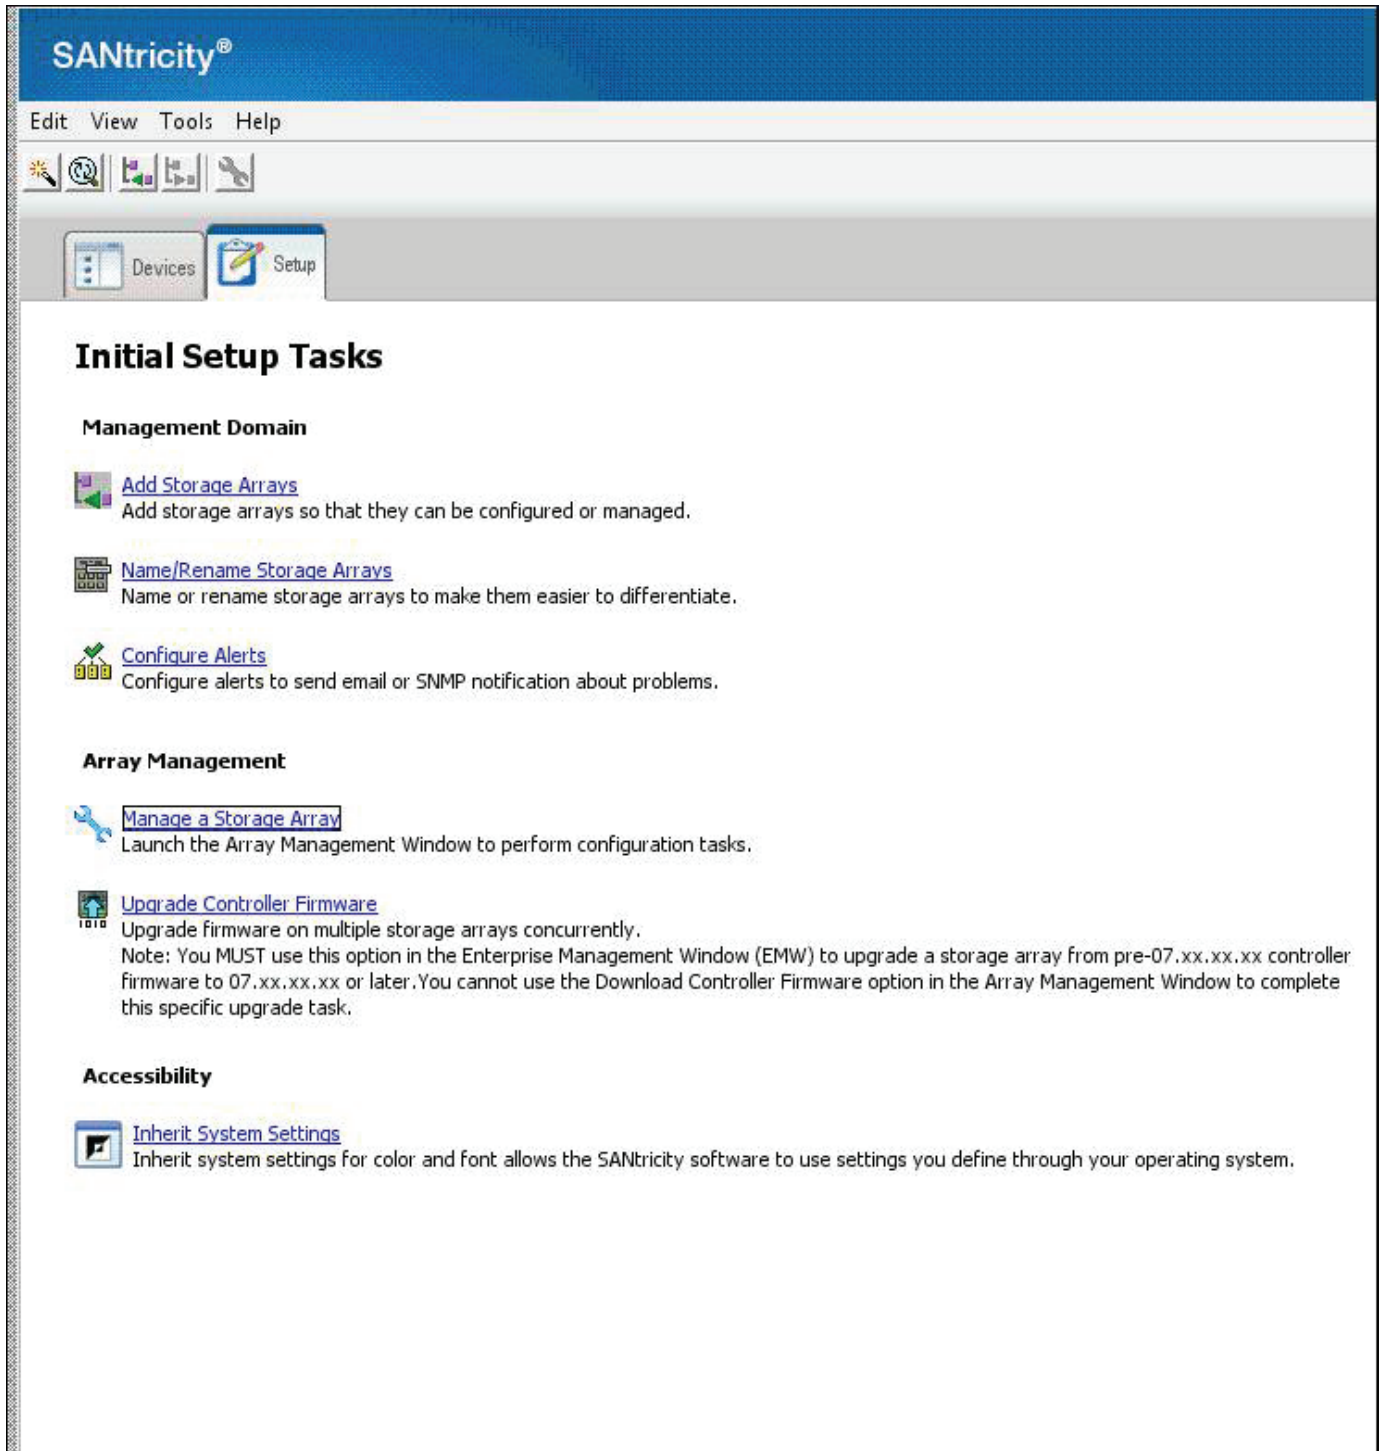 SANtricity®
Edit View Tools Help
Devices Setup
Initial Setup Tasks
Management Domain
Add Storage Arrays
Add storage arrays so that they can be configured or managed.
Name/Rename Storage Arrays
Name or rename storage arrays to make them easier to differentiate.
Configure Alerts
Configure alerts to send email or SNMP notification about problems.
Array Management
Manage a Storage Array
Launch the Array Management Window to perform configuration tasks.
Upgrade Controller Firmware
Upgrade firmware on multiple storage arrays concurrently.
Note: You MUST use this option in the Enterprise Management Window (EMW) to upgrade a storage array from pre-07.xx.xx.xx controller
firmware to 07.xx.xx.xx or later.You cannot use the Download Controller Firmware option in the Array Management Window to complete
this specific upgrade task.
Accessibility
Inherit System Settings
Inherit system settings for color and font allows the SANtricity software to use settings you define through your operating system.